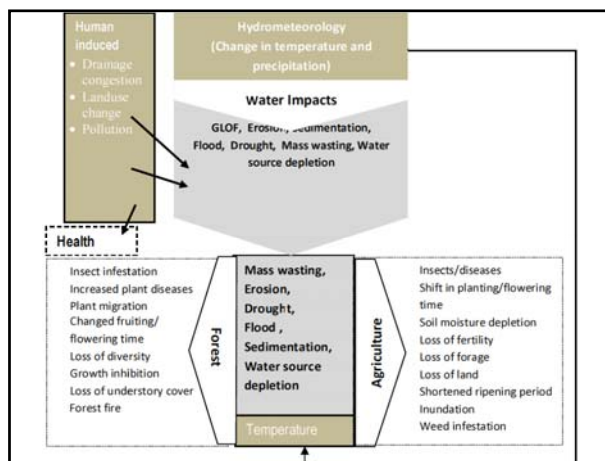 Human
induced
• Drainage
congestion
• Landuse
change
• Pollution
Hydrometeorology
(Change in temperature and
precipitation)
Water Impacts
GLOF, Erosion, Sedimentation,
Flood, Drought, Mass wasting, Water
source depletion
Health
Insect infestation
Increased plant diseases
Plant migration
Changed fruiting/
flowering time
Loss of diversity
Growth inhibition
Loss of understory cover
Forest fire
Forest
Mass wasting,
Erosion,
Drought,
Flood ,
Sedimentation,
Water source
depletion
Temperature
Agriculture
Insects/diseases
Shift in planting/flowering
time
Soil moisture depletion
Loss of fertility
Loss of forage
Loss of land
Shortened ripening period
Inundation
Weed infestation